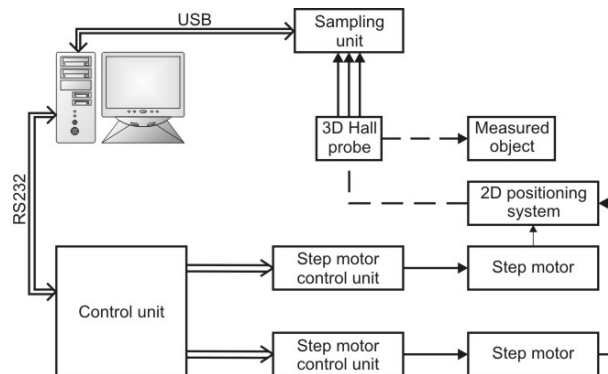 USB
Sampling
unit
3D Hall
probe
Measured
object
2D positioning
system
RS232
Control unit
Step motor
control unit
Step motor
Step motor
control unit
Step motor